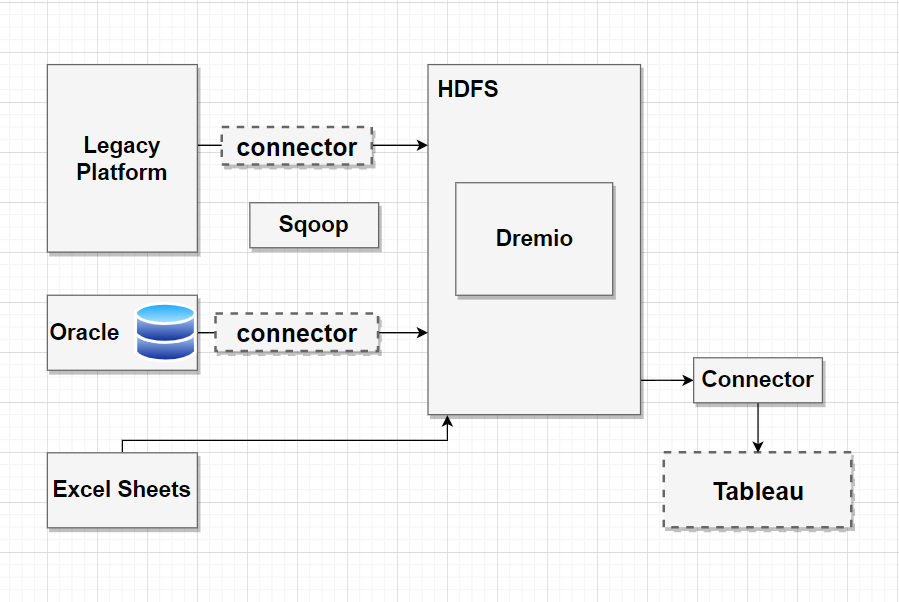 HDFS
Legacy
Platform
connector
Sqoop
Dremio
Oracle
connector
Connector
Excel Sheets
Tableau